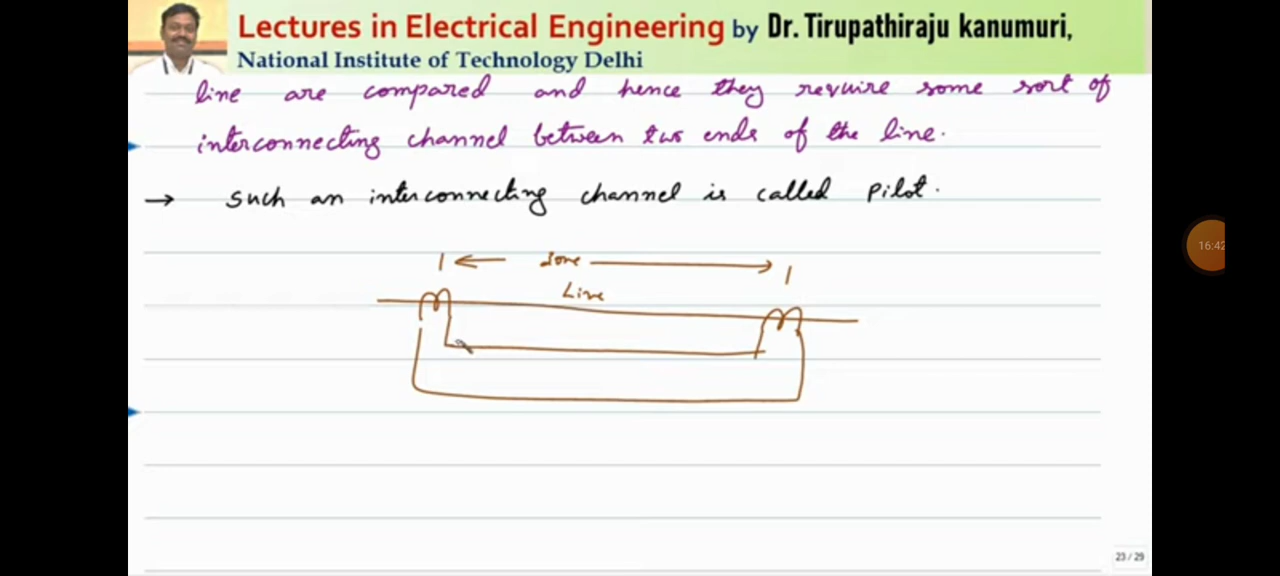 Lectures in Electrical Engineering by Dr. Tirupathiraju kanumuri,
National Institute of Technology Delhi
line are compared and hence they require some sort of
interconnecting channel between two ends of the line.
→ such an interconnecting channel is called Pilot.
Zone
Line
16:42
23 / 29